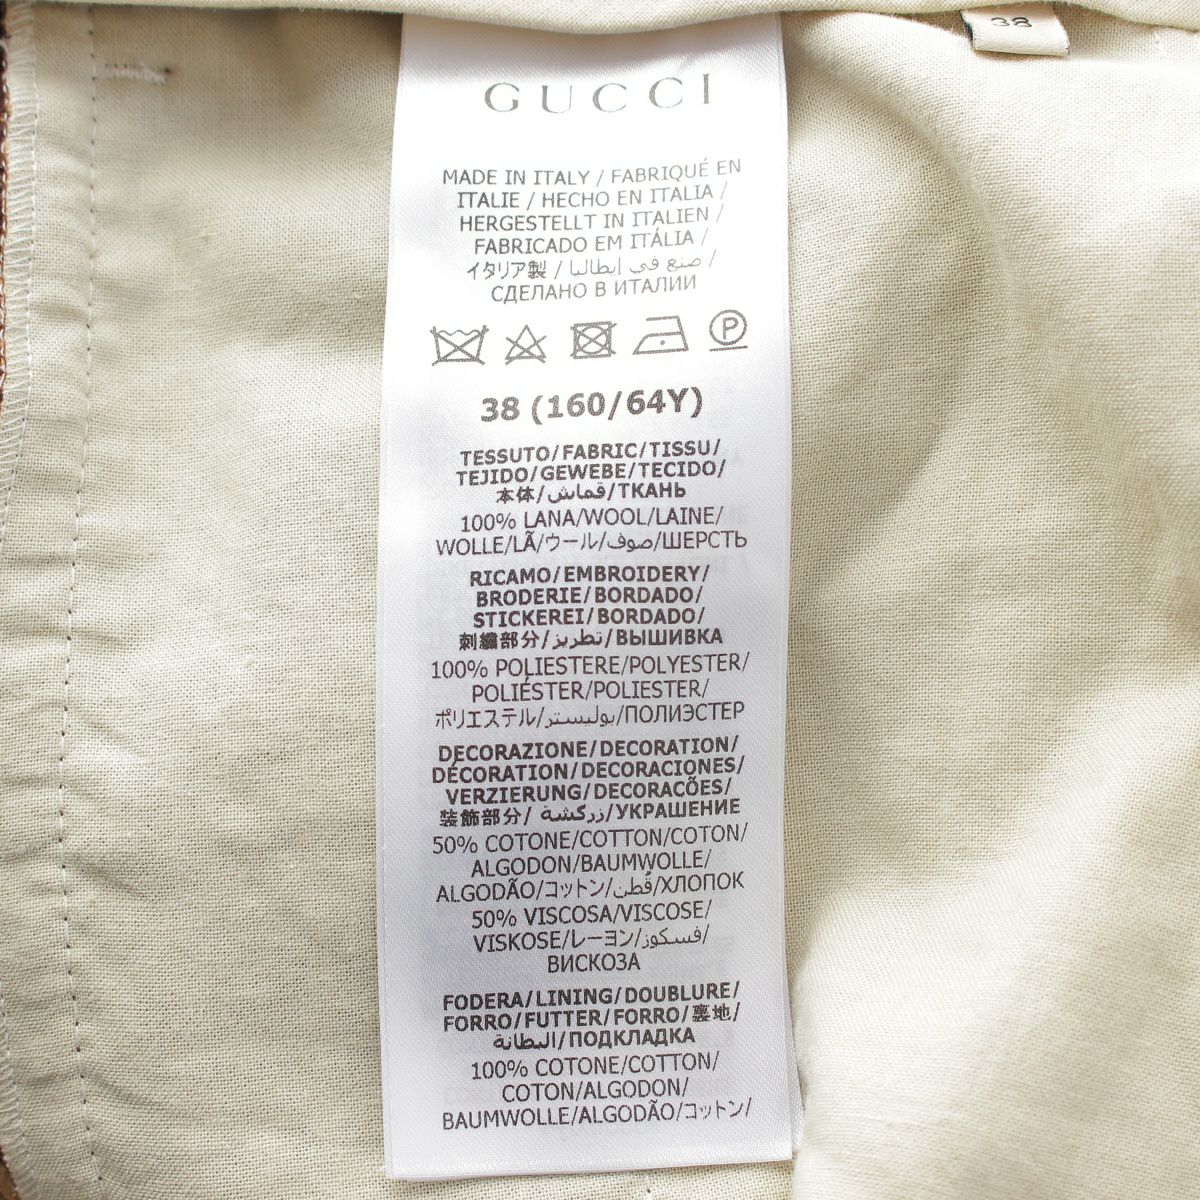 38
GUCCI
MADE IN ITALY / FABRIQUÉ EN
ITALIE / HECHO EN ITALIA /
HERGESTELLT IN ITALIEN /
FABRICADO EM ITÁLIA /
イタリア製 / صنع في إيطاليا /
СДЕЛАНО В ИТАЛИИ
P
38 (160/64Y)
TESSUTO/FABRIC/TISSU/
TEJIDO/GEWEBE/TECIDO/
本体/قماش/ТКАНЬ
100% LANA/WOOL/LAINE/
WOLLE/LÃ/ウール/صوف/ШЕРСТЬ
RICAMO/EMBROIDERY/
BRODERIE/BORDADO/
STICKEREI/BORDADO/
刺繍部分/تطريز/ВЫШИВКА
100% POLIESTERE/POLYESTER/
POLIÉSTER/POLIESTER/
ポリエステル/بوليستر/ПОЛИЭСТЕР
DECORAZIONE/DECORATION/
DÉCORATION/DECORACIONES/
VERZIERUNG/DECORAÇÕES/
装飾部分/ زركشة/УКРАШЕНИЕ
50% COTONE/COTTON/COTON/
ALGODON/BAUMWOLLE/
ALGODÃO/コットン/قُطن/ХЛОПОК
50% VISCOSA/VISCOSE/
VISKOSE/レーヨン/فسكوز/
ВИСКОЗА
FODERA/LINING/DOUBLURE/
FORRO/FUTTER/FORRO/裏地/
البطانة/ПОДКЛАДКА
100% COTONE/COTTON/
COTON/ALGODON/
BAUMWOLLE/ALGODÃO/コットン/